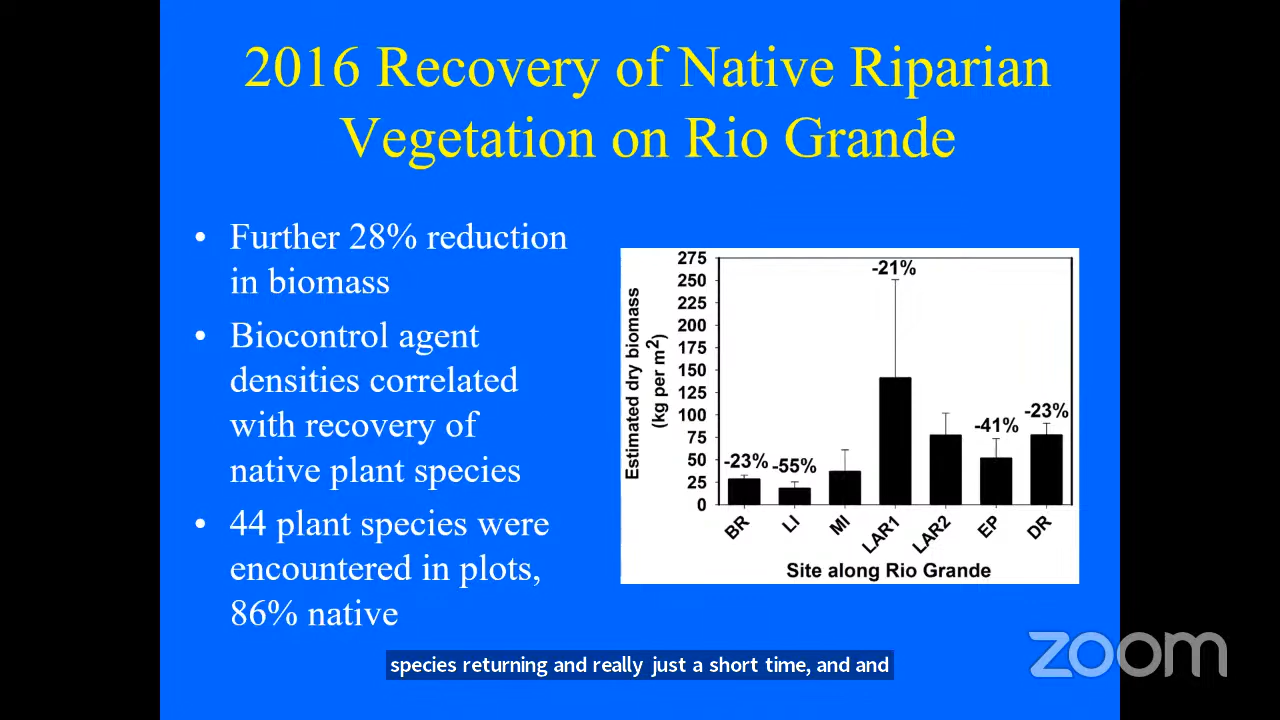 2016 Recovery of Native Riparian
Vegetation on Rio Grande
• Further 28% reduction
in biomass
• Biocontrol agent
densities correlated
with recovery of
native plant species
• 44 plant species were
encountered in plots,
86% native
Estimated dry biomass
(kg per m2)
275
250
225
200
175
150
125
100
75
50
25
0
-23%
-55%
-21%
-41%
-23%
BR
LI
MI
LAR1
LAR2
EP
DR
Site along Rio Grande
species returning and really just a short time, and and
zoom